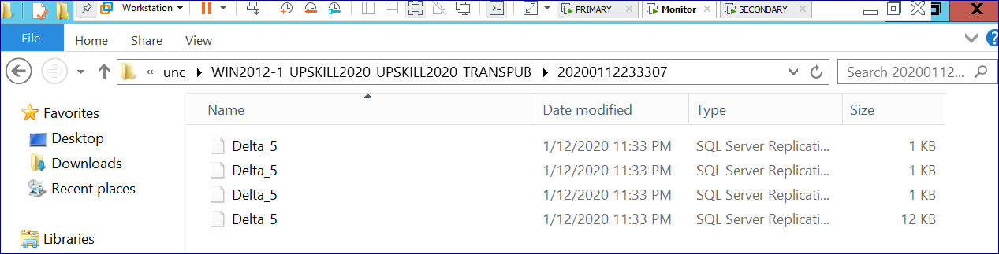 Workstation PRIMARY Monitor SECONDARY
File Home Share View
« unc WIN2012-1_UPSKILL2020_UPSKILL2020_TRANSPUB 20200112233307 Search 20200112...
Favorites Name Date modified Type Size
Desktop Delta_5 1/12/2020 11:33 PM SQL Server Replicati... 1 KB
Downloads Delta_5 1/12/2020 11:33 PM SQL Server Replicati... 1 KB
Recent places Delta_5 1/12/2020 11:33 PM SQL Server Replicati... 1 KB
Delta_5 1/12/2020 11:33 PM SQL Server Replicati... 12 KB
Libraries